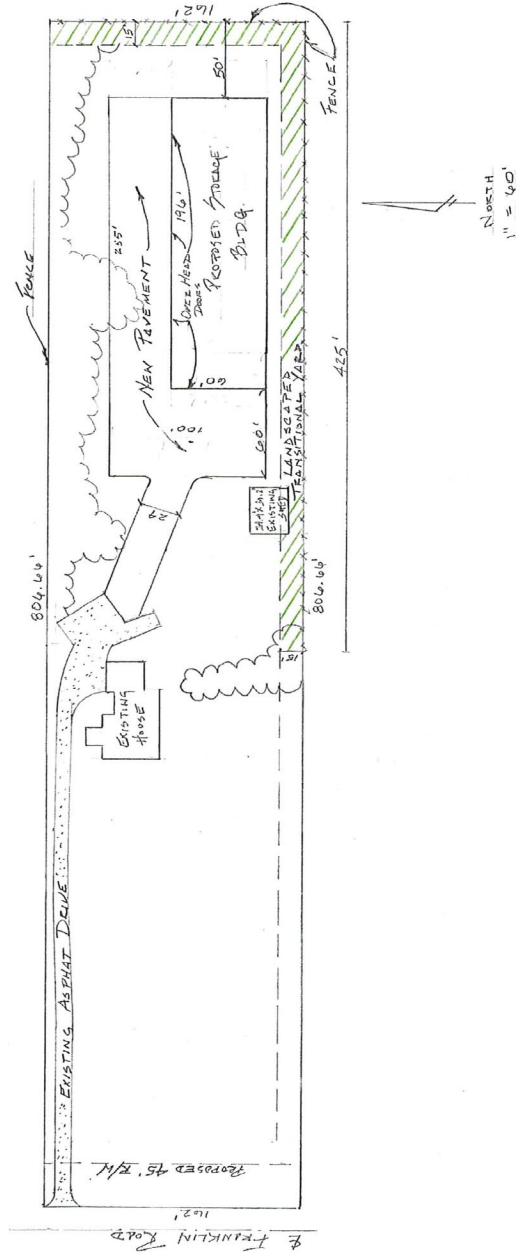 162'
15'
FENCE
50'
FENCE
255'
NEW PAVEMENT
196'
OVER HEAD
DOORS
PROPOSED STORAGE
BLDG.
60'
100'
60'
LANDSCAPED
TRANSITIONAL YARD
EXISTING
SHED
425'
NORTH
1" = 60'
804.66'
806.66'
15'
EXISTING
HOUSE
EXISTING ASPHAT DRIVE
PROPOSED 45' R/W
162'
℄ FRANKLIN ROAD